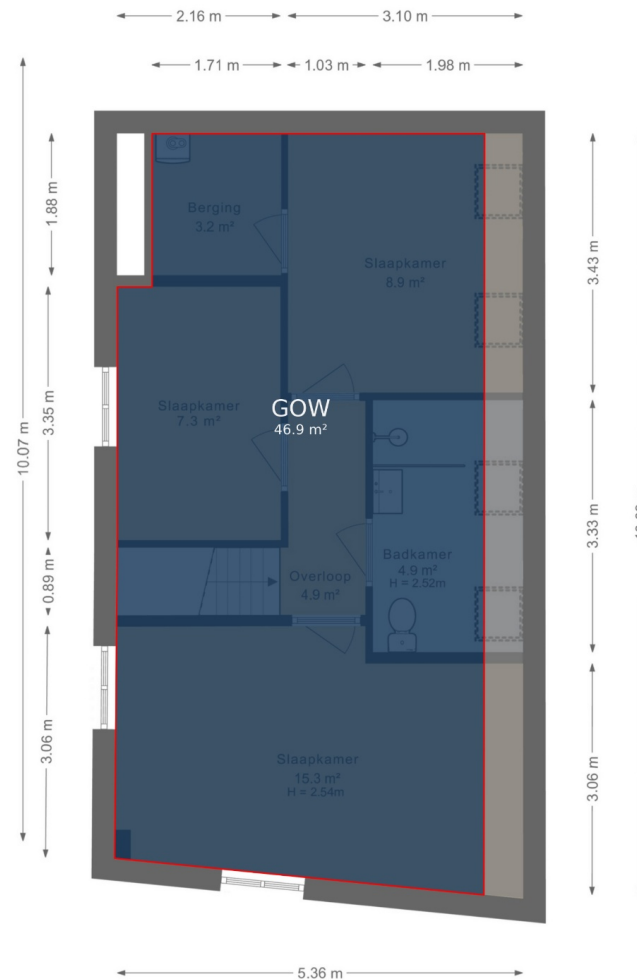 2.16 m
3.10 m
1.71 m
1.03 m
1.98 m
10.07 m
1.88 m
3.35 m
0.89 m
3.06 m
Berging
3.2 m²
Slaapkamer
8.9 m²
Slaapkamer
7.3 m²
GOW
46.9 m²
Overloop
4.9 m²
Badkamer
4.9 m²
H = 2.52m
Slaapkamer
15.3 m²
H = 2.54m
3.43 m
3.33 m
3.06 m
5.36 m